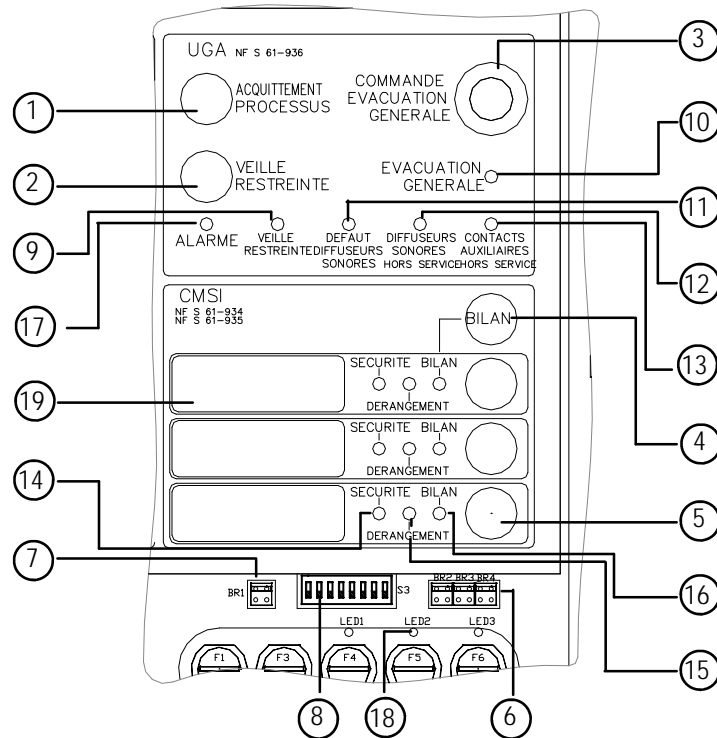 UGA NF S 61-936
ACQUITTEMENT
PROCESSUS
COMMANDE
EVACUATION
GENERALE
VEILLE
RESTREINTE
EVACUATION
GENERALE
ALARME
VEILLE
RESTREINTE
DEFAUT
DIFFUSEURS
SONORES
DIFFUSEURS
SONORES
HORS SERVICE
CONTACTS
AUXILIAIRES
HORS SERVICE
CMSI
NF S 61-934
NF S 61-935
BILAN
SECURITE BILAN
DERANGEMENT
SECURITE BILAN
DERANGEMENT
SECURITE BILAN
DERANGEMENT
BR1
S3
BR2 BR3 BR4
LED1 LED2 LED3
F1 F3 F4 F5 F6
1
2
9
17
19
14
7
3
10
11
12
13
4
5
16
15
8
18
6